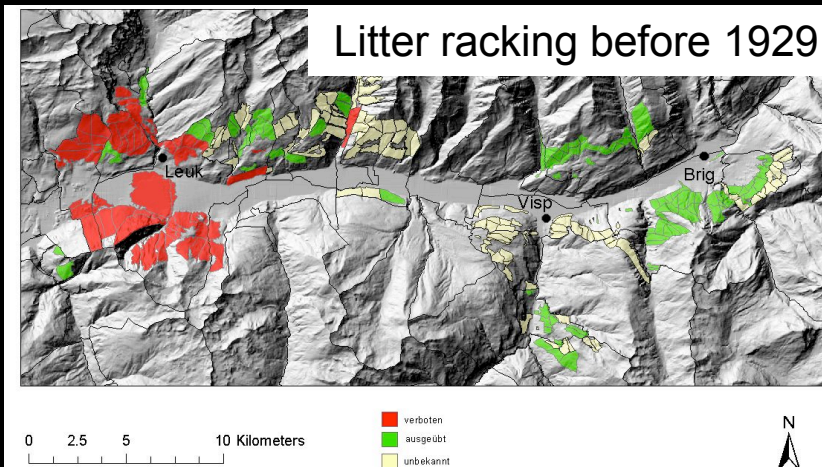 Litter racking before 1929
Leuk
Brig
Visp
verboten
0 2.5 5 10 Kilometers
ausgeübt
unbekannt
N